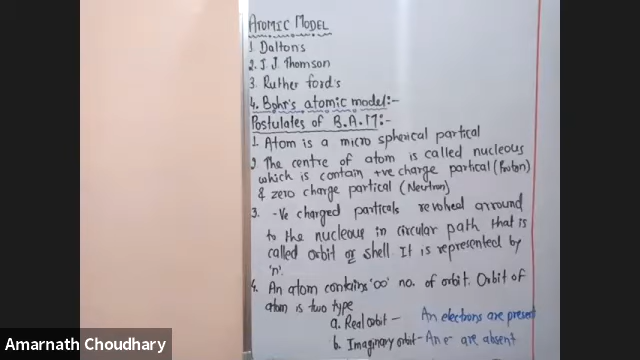 ATOMIC MODEL
1. Daltons
2. J. J. Thomson
3. Ruther ford's
4. Bohr's atomic model:-
Postulates of B.A.M:-
1. Atom is a micro spherical partical
2. The centre of atom is called nucleous
which is contain +ve charge partical (Proton)
& zero charge partical (Neutron)
3. -ve charged particals revolved arround
to the nucleous in circular path that is
called orbit or shell. It is represented by
'n'.
4. An atom contains '∞' no. of orbit. Orbit of
atom is two type
a. Real orbit - An electrons are present
b. Imaginary orbit - An e⁻ are absent
Amarnath Choudhary